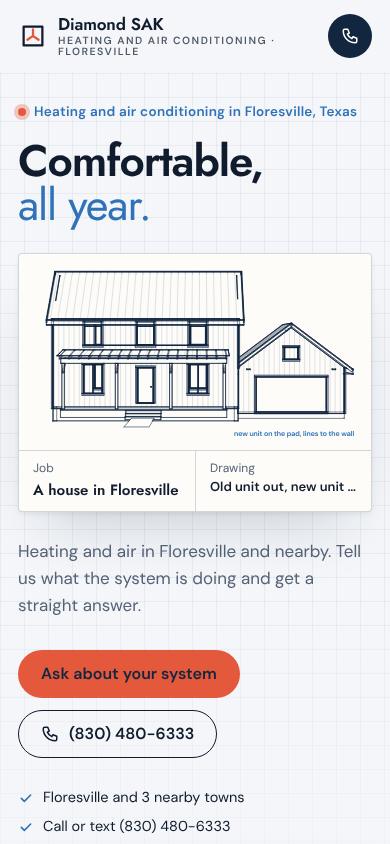 Diamond SAK
HEATING AND AIR CONDITIONING ·
FLORESVILLE
Heating and air conditioning in Floresville, Texas
Comfortable,
all year.
new unit on the pad, lines to the wall
Job
A house in Floresville
Drawing
Old unit out, new unit ...
Heating and air in Floresville and nearby. Tell
us what the system is doing and get a
straight answer.
Ask about your system
(830) 480-6333
Floresville and 3 nearby towns
Call or text (830) 480-6333